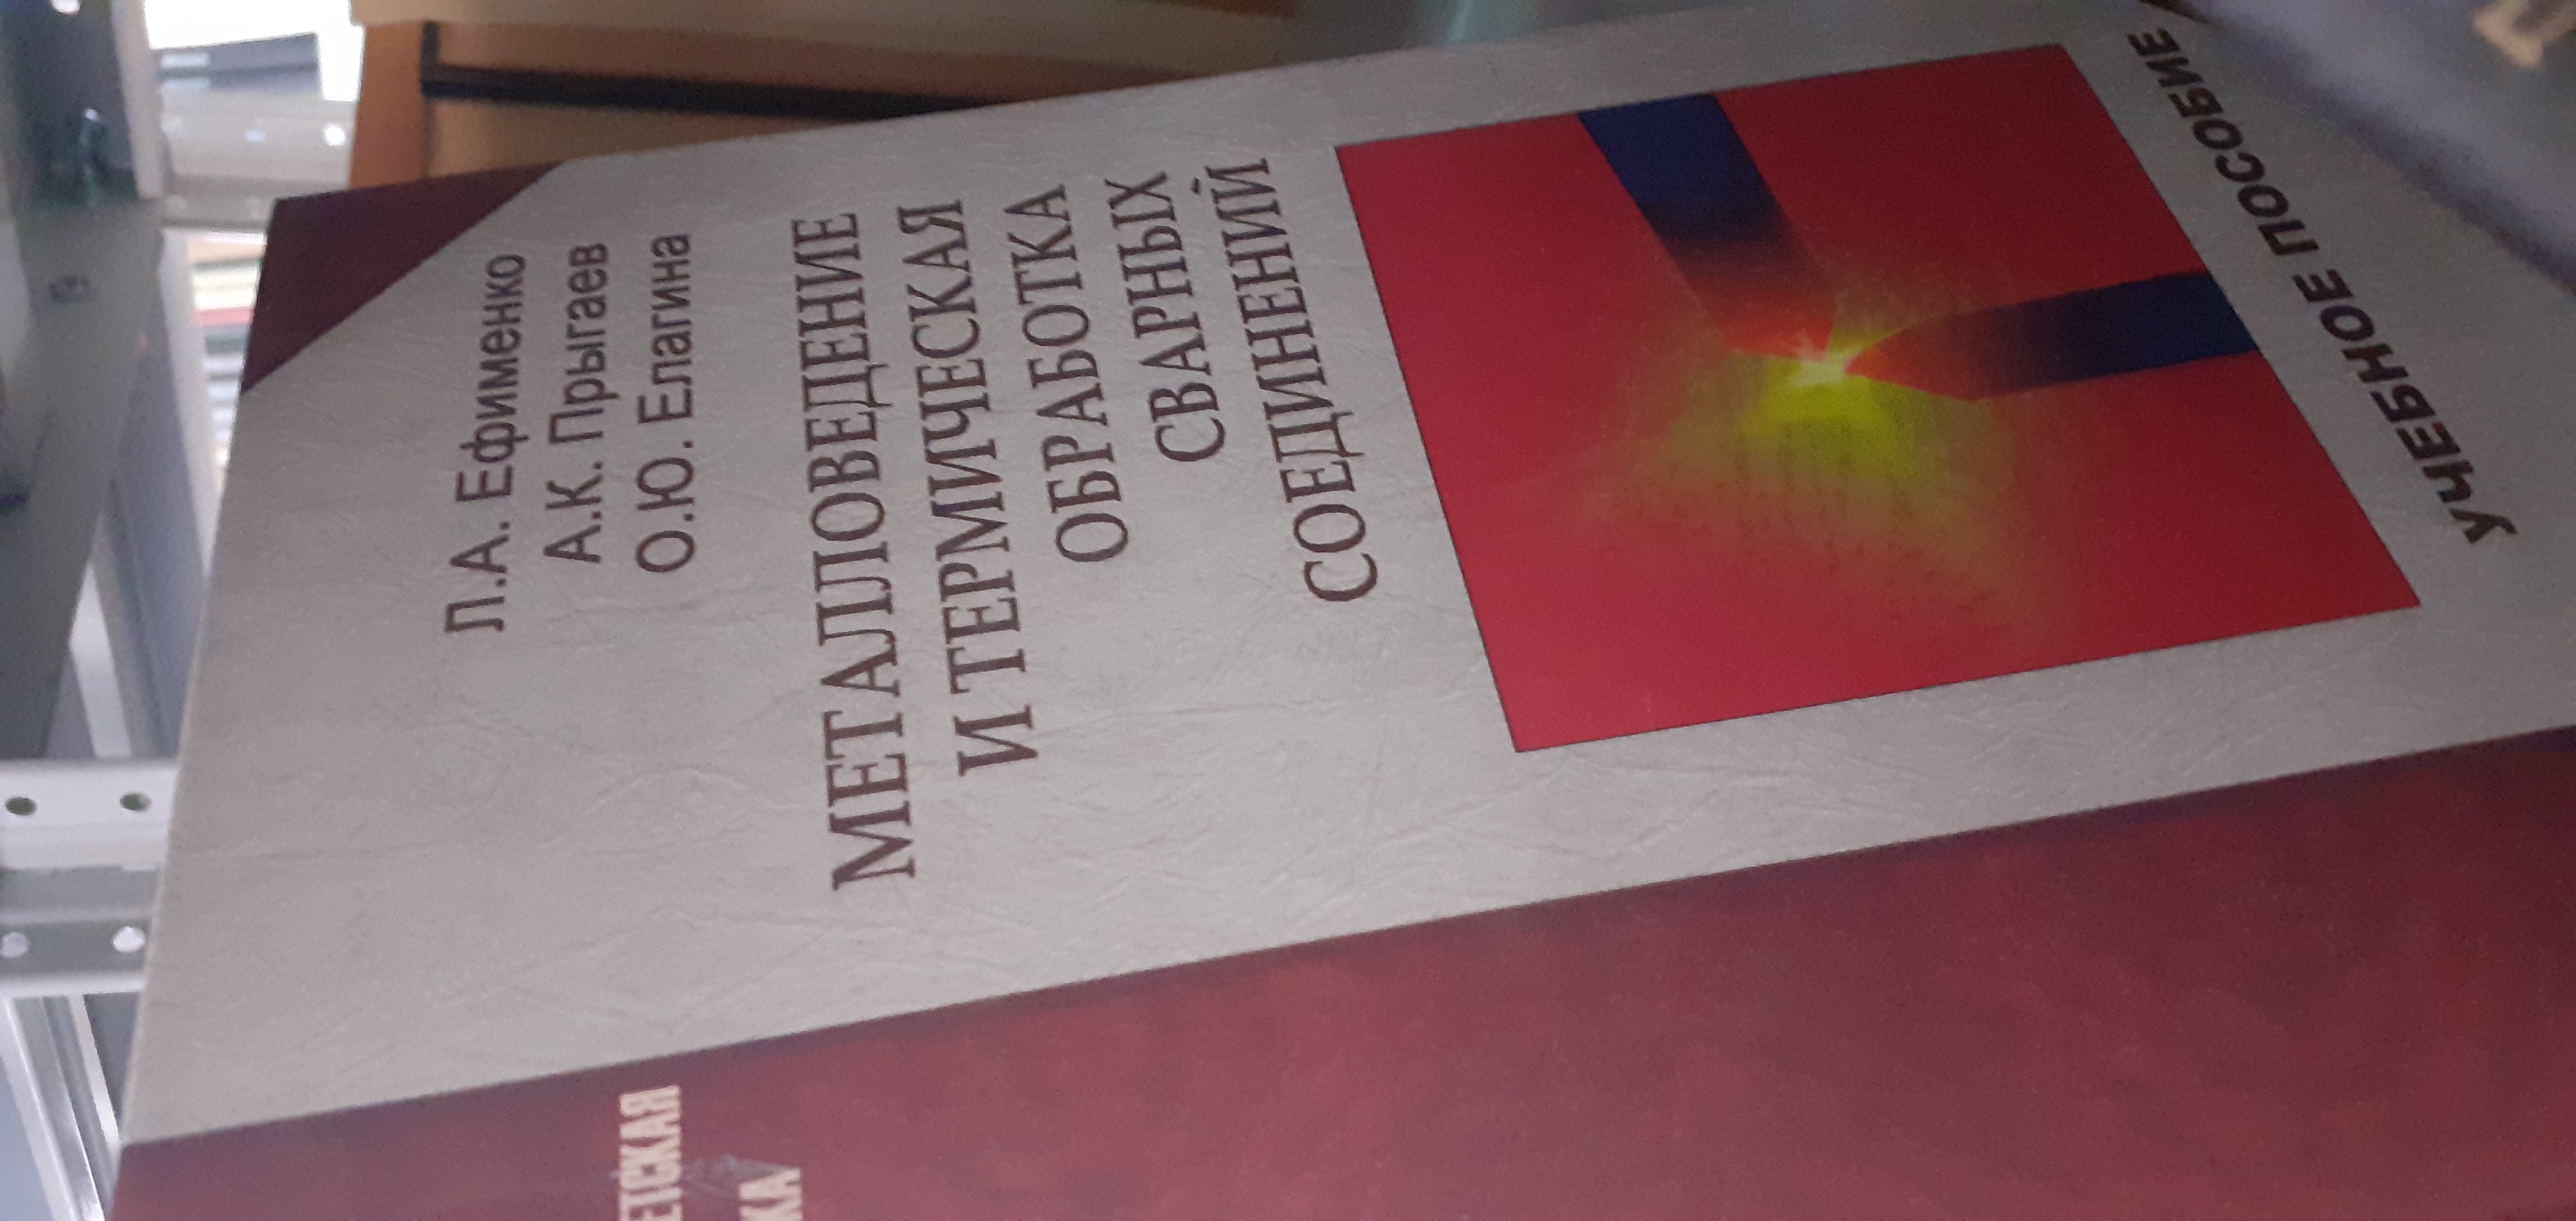 Л.А. Ефименко
А.К. Прыгаев
О.Ю. Елагина
МЕТАЛЛОВЕДЕНИЕ
И ТЕРМИЧЕСКАЯ
ОБРАБОТКА
СВАРНЫХ
СОЕДИНЕНИЙ
УЧЕБНОЕ ПОСОБИЕ